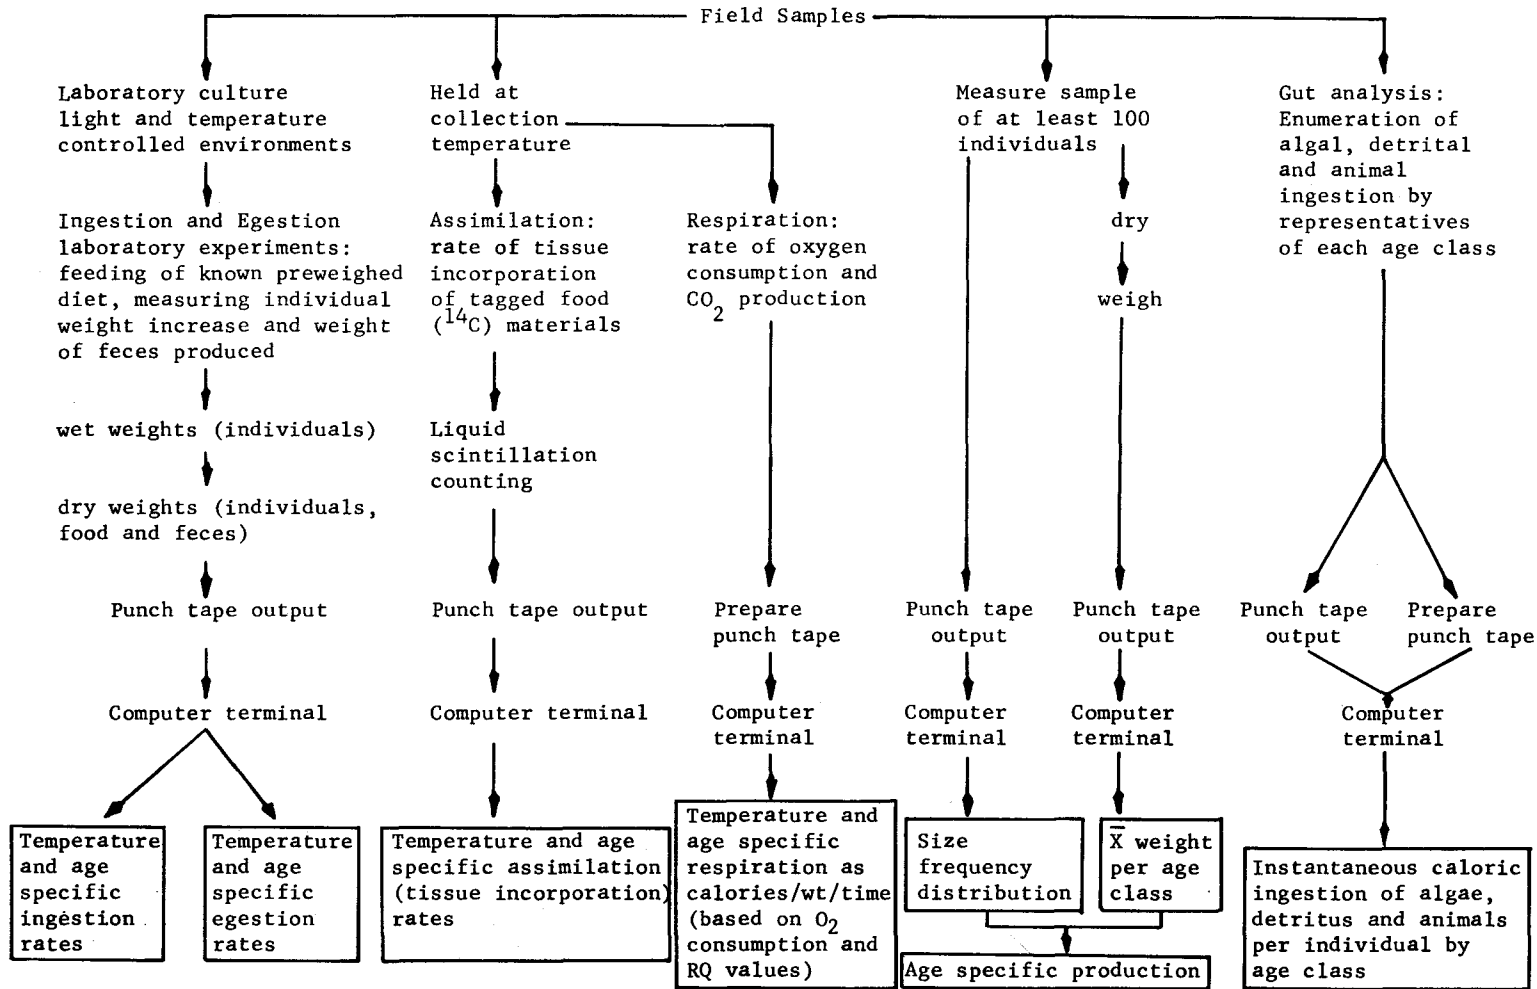 Field Samples
Laboratory culture
light and temperature
controlled environments
Ingestion and Egestion
laboratory experiments:
feeding of known preweighed
diet, measuring individual
weight increase and weight
of feces produced
wet weights (individuals)
dry weights (individuals,
food and feces)
Punch tape output
Computer terminal
Temperature
and age
specific
ingestion
rates
Temperature
and age
specific
egestion
rates
Held at
collection
temperature
Assimilation:
rate of tissue
incorporation
of tagged food
(¹⁴C) materials
Liquid
scintillation
counting
Punch tape output
Computer terminal
Temperature and age
specific assimilation
(tissue incorporation)
rates
Respiration:
rate of oxygen
consumption and
CO₂ production
Prepare
punch tape
Computer
terminal
Temperature and
age specific
respiration as
calories/wt/time
(based on O₂
consumption and
RQ values)
Measure sample
of at least 100
individuals
dry
weigh
Punch tape
output
Computer
terminal
Size
frequency
distribution
Punch tape
output
Computer
terminal
X̅ weight
per age
class
Age specific production
Gut analysis:
Enumeration of
algal, detrital
and animal
ingestion by
representatives
of each age class
Punch tape
output
Prepare
punch tape
Computer
terminal
Instantaneous caloric
ingestion of algae,
detritus and animals
per individual by
age class